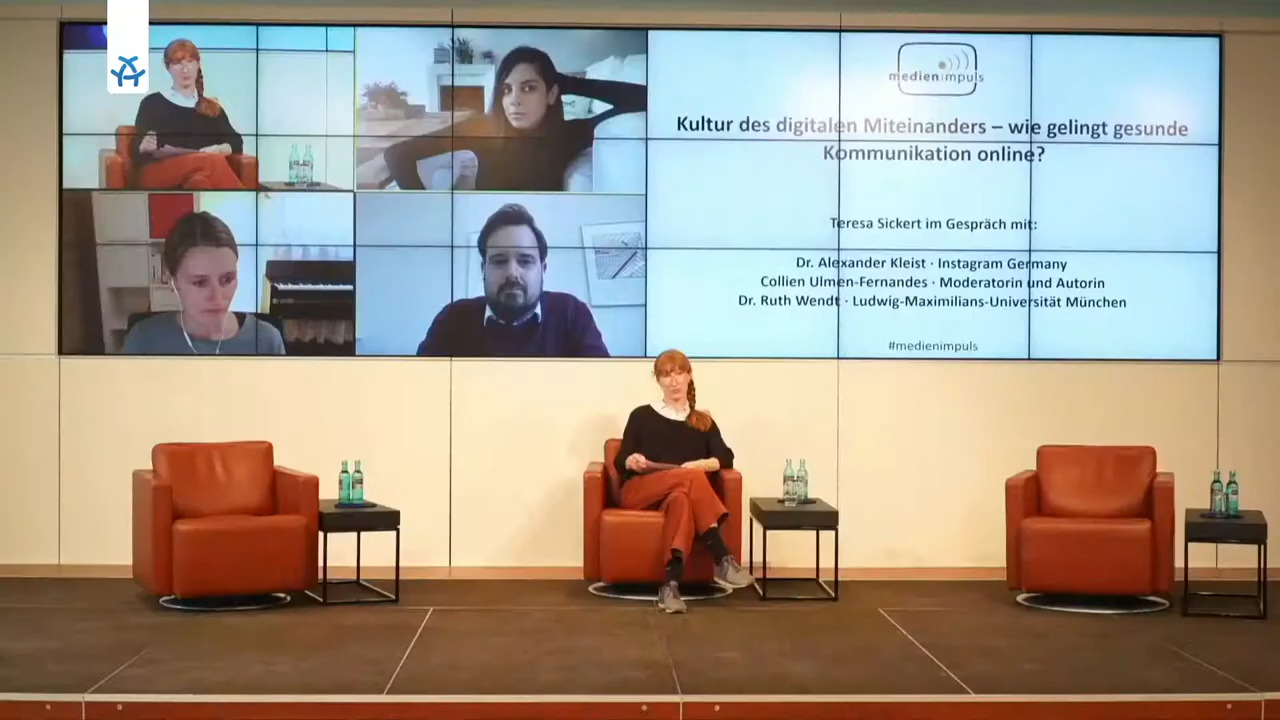 medienimpuls
Kultur des digitalen Miteinanders – wie gelingt gesunde
Kommunikation online?
Teresa Sickert im Gespräch mit:
Dr. Alexander Kleist · Instagram Germany
Collien Ulmen-Fernandes · Moderatorin und Autorin
Dr. Ruth Wendt · Ludwig-Maximilians-Universität München
#medienimpuls